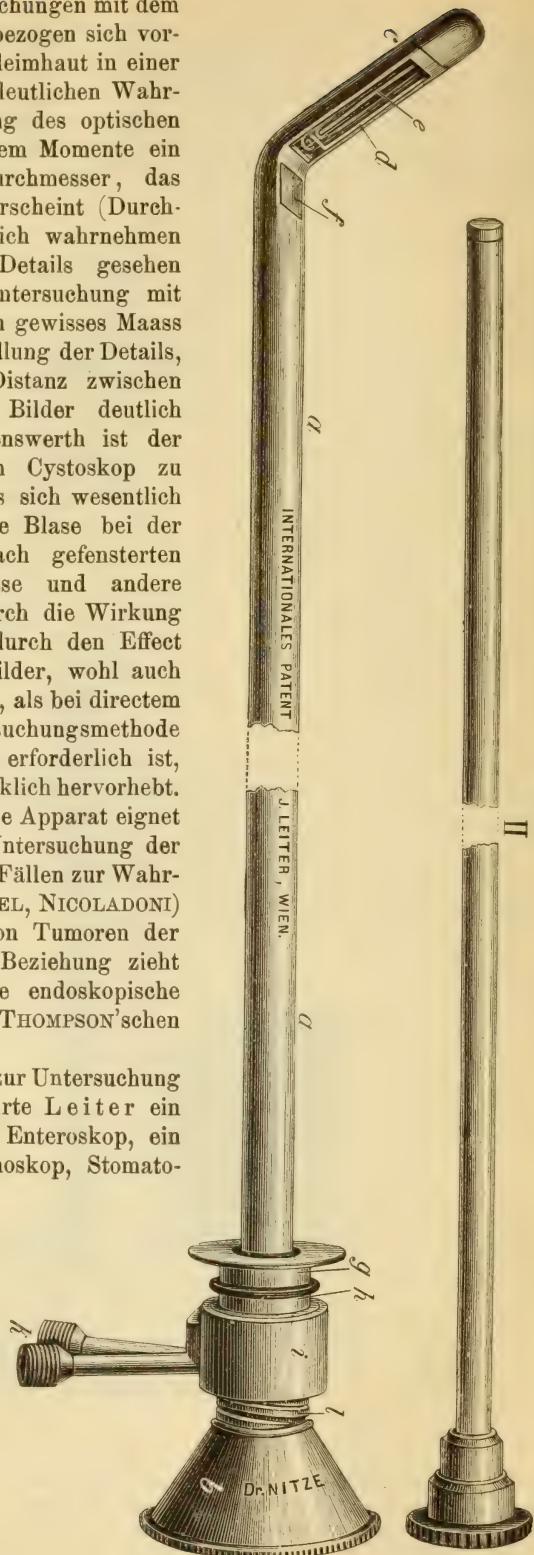 chungen mit dem
bezogen sich vor-
leimhaut in einer
leutlichen Wahr-
ng des optischen
em Momente ein
urchmesser, das
rscheint (Durch-
ich wahrnehmen
Details gesehen
ntersuchung mit
n gewisses Maass
llung der Details,
Distanz zwischen
Bilder deutlich
nswerth ist der
n Cystoskop zu
s sich wesentlich
e Blase bei der
ach gefensterten
se und andere
rch die Wirkung
durch den Effect
ilder, wohl auch
, als bei directem
suchungsmethode
erforderlich ist,
klich hervorhebt.
e Apparat eignet
Untersuchung der
Fällen zur Wahr-
EL, NICOLADONI)
on Tumoren der
Beziehung zieht
e endoskopische
THOMPSON'schen
zur Untersuchung
rte Leiter ein
Enteroskop, ein
noskop, Stomato-
c
e
d
f
a
INTERNATIONALES PATENT
J. LEITER, WIEN.
a
g
h
i
k
l
q
Dr. NITZE
II